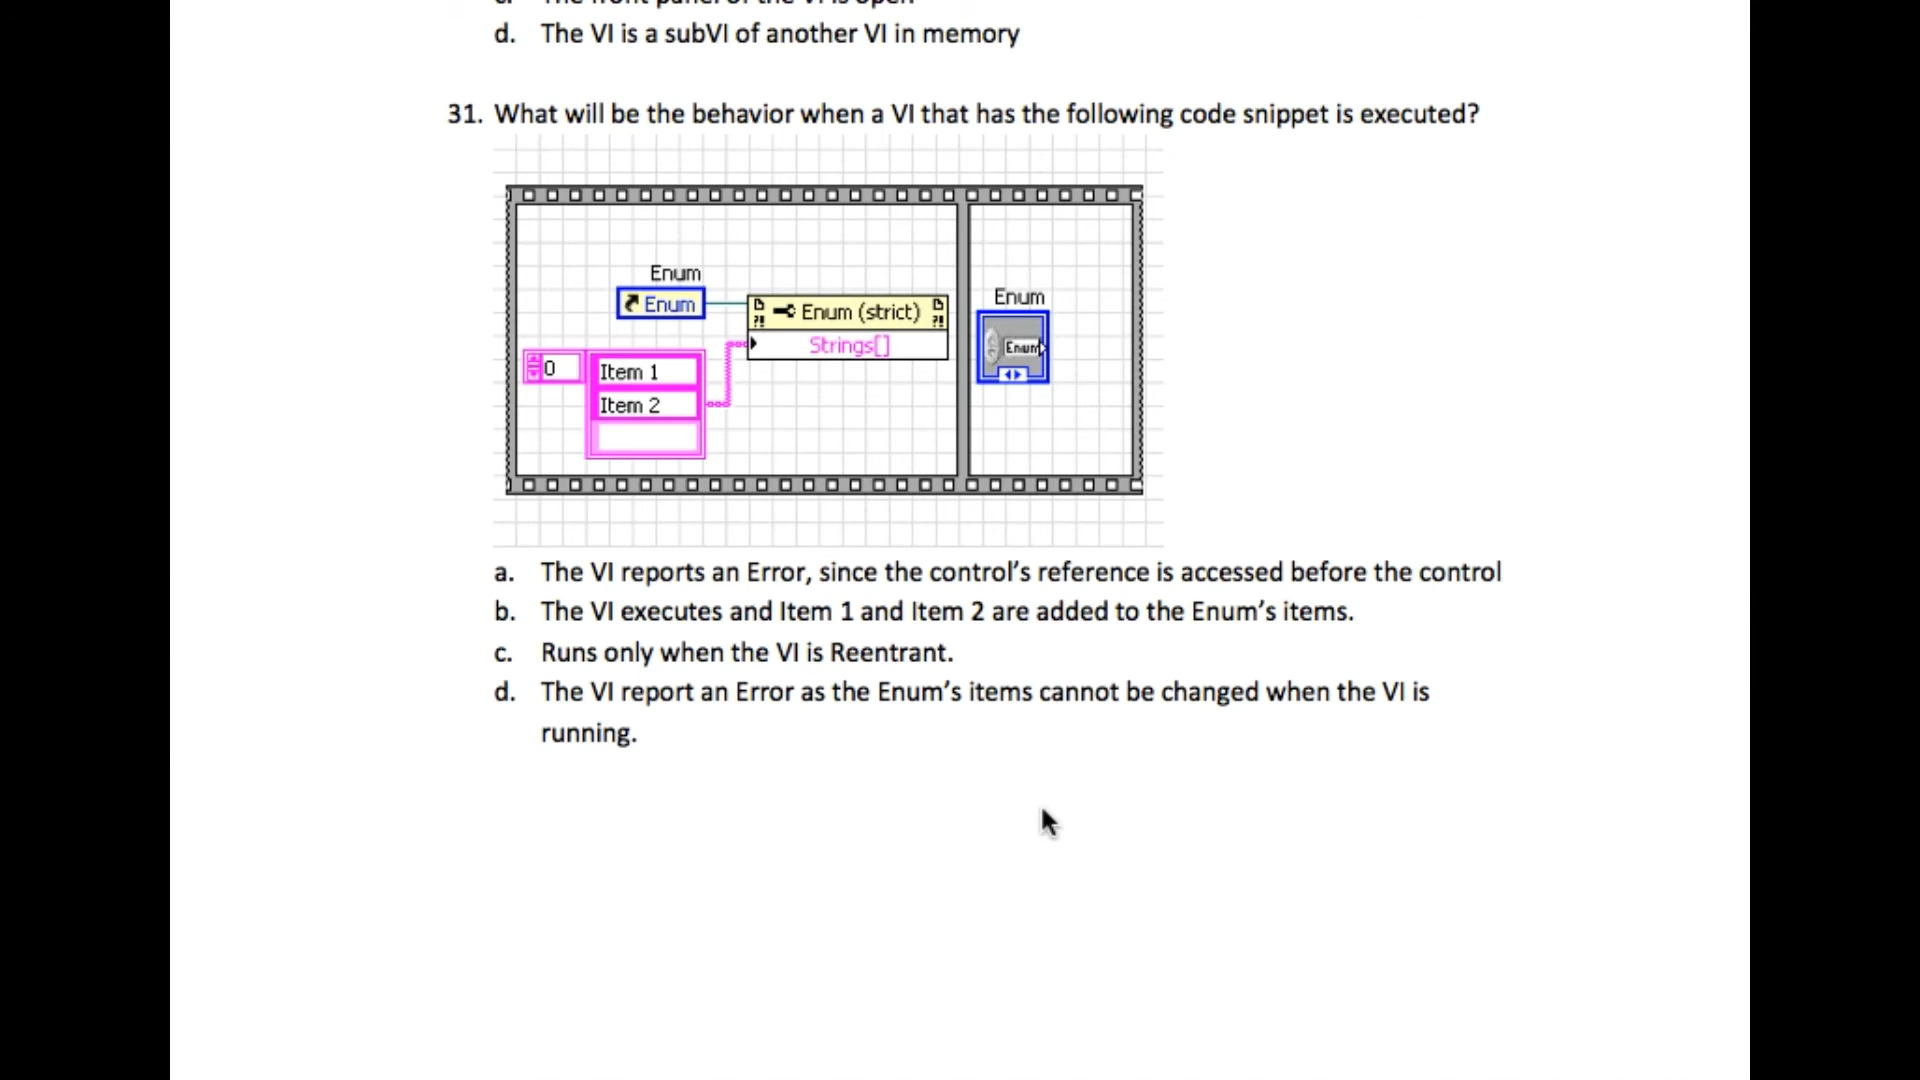 d. The VI is a subVI of another VI in memory
31. What will be the behavior when a VI that has the following code snippet is executed?
Enum
Enum
Enum (strict)
Strings[]
0
Item 1
Item 2
Enum
Enum
a. The VI reports an Error, since the control’s reference is accessed before the control
b. The VI executes and Item 1 and Item 2 are added to the Enum’s items.
c. Runs only when the VI is Reentrant.
d. The VI report an Error as the Enum’s items cannot be changed when the VI is
running.